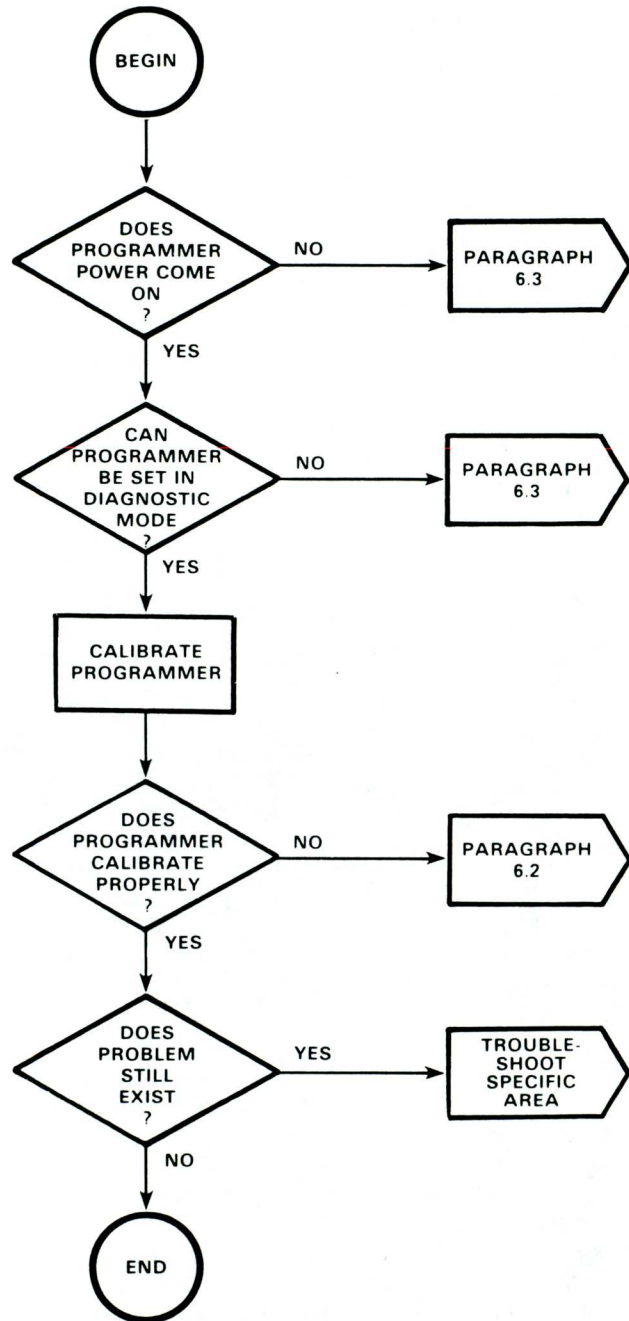 BEGIN
DOES
PROGRAMMER
POWER COME
ON
?
NO
PARAGRAPH
6.3
YES
CAN
PROGRAMMER
BE SET IN
DIAGNOSTIC
MODE
?
NO
PARAGRAPH
6.3
YES
CALIBRATE
PROGRAMMER
DOES
PROGRAMMER
CALIBRATE
PROPERLY
?
NO
PARAGRAPH
6.2
YES
DOES
PROBLEM
STILL
EXIST
?
YES
TROUBLE-
SHOOT
SPECIFIC
AREA
NO
END